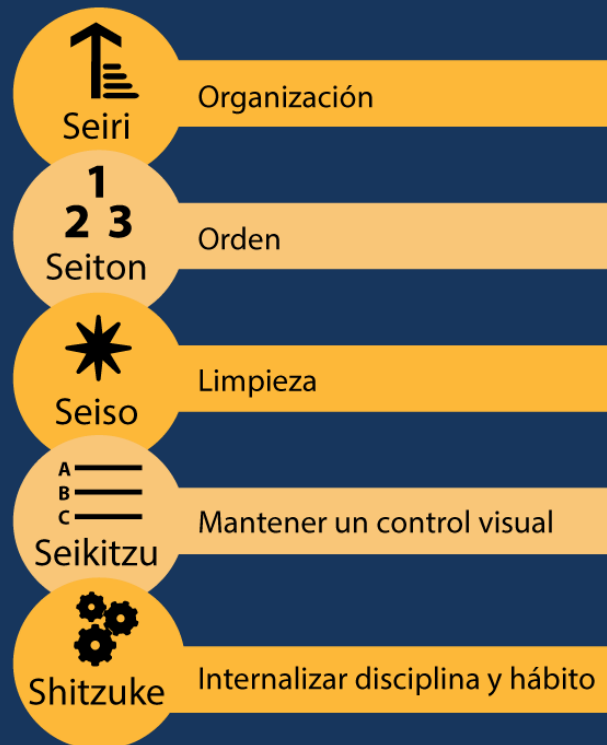 Seiri
Organización
1
2 3
Seiton
Orden
Seiso
Limpieza
A
B
C
Seikitzu
Mantener un control visual
Shitzuke
Internalizar disciplina y hábito